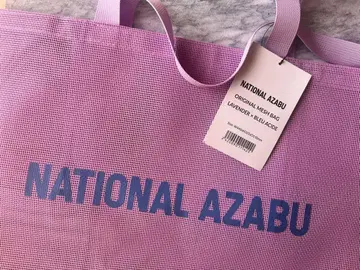 NATIONAL AZABU
ORIGINAL MESH BAG
LAVENDER × BLEU ACIDE
NATIONAL AZABU